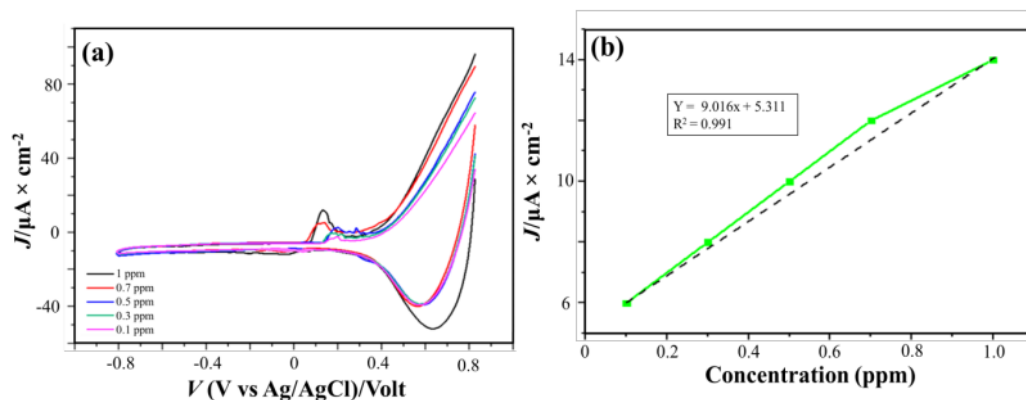 (a)
J/μA × cm-2
80
40
0
-40
1 ppm
0.7 ppm
0.5 ppm
0.3 ppm
0.1 ppm
-0.8
-0.4
0
0.4
0.8
V (V vs Ag/AgCl)/Volt
(b)
J/μA × cm-2
14
10
6
Y = 9.016x + 5.311
R2 = 0.991
0
0.2
0.4
0.6
0.8
1.0
Concentration (ppm)